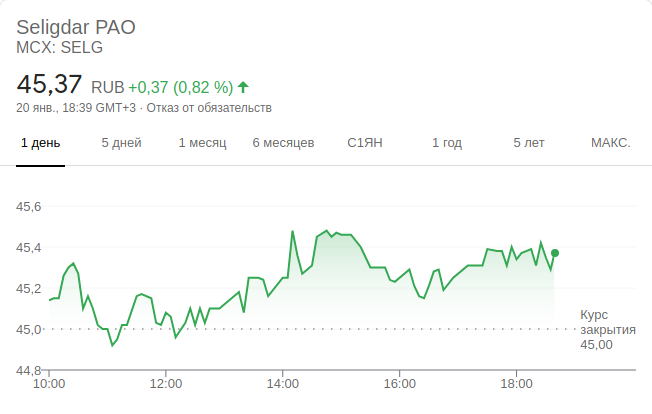 Seligdar PAO
MCX: SELG
45,37 RUB +0,37 (0,82 %)
20 янв., 18:39 GMT+3 · Отказ от обязательств
1 день 5 дней 1 месяц 6 месяцев С1ЯН 1 год 5 лет МАКС.
45,6
45,4
45,2
45,0
44,8
Курс
закрытия
45,00
10:00 12:00 14:00 16:00 18:00